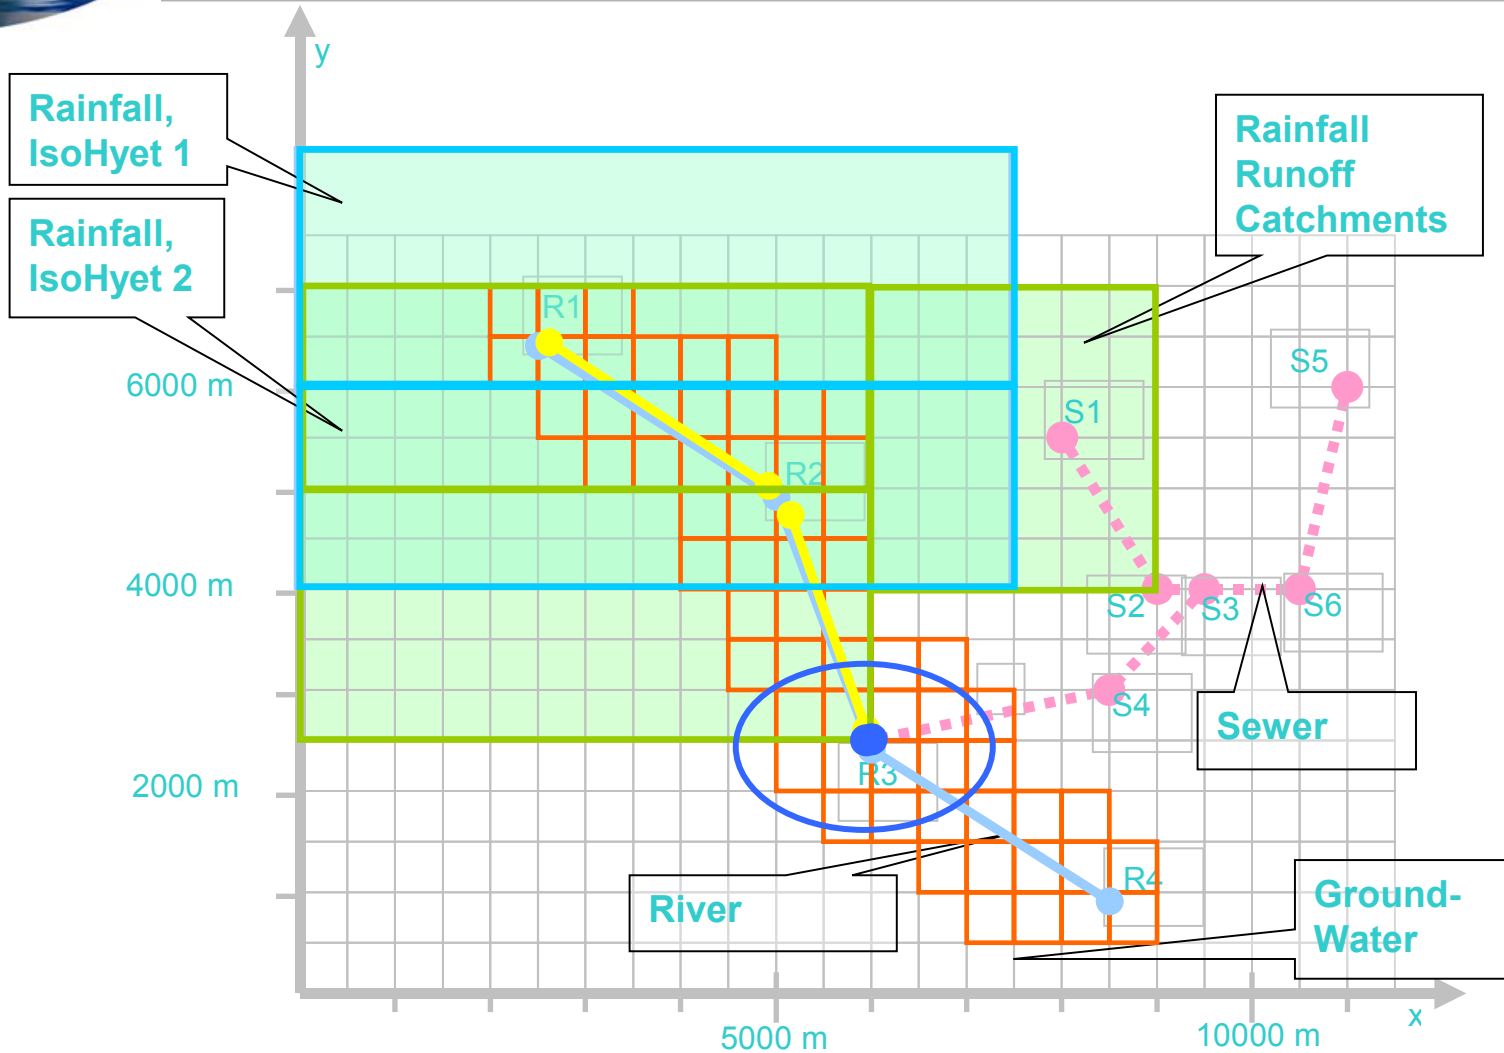 y
Rainfall,
IsoHyet 1
Rainfall
Runoff
Catchments
Rainfall,
IsoHyet 2
R1
S5
6000 m
S1
R2
4000 m
S2
S3
S6
S4
Sewer
2000 m
R3
R4
River
Ground-
Water
x
5000 m
10000 m